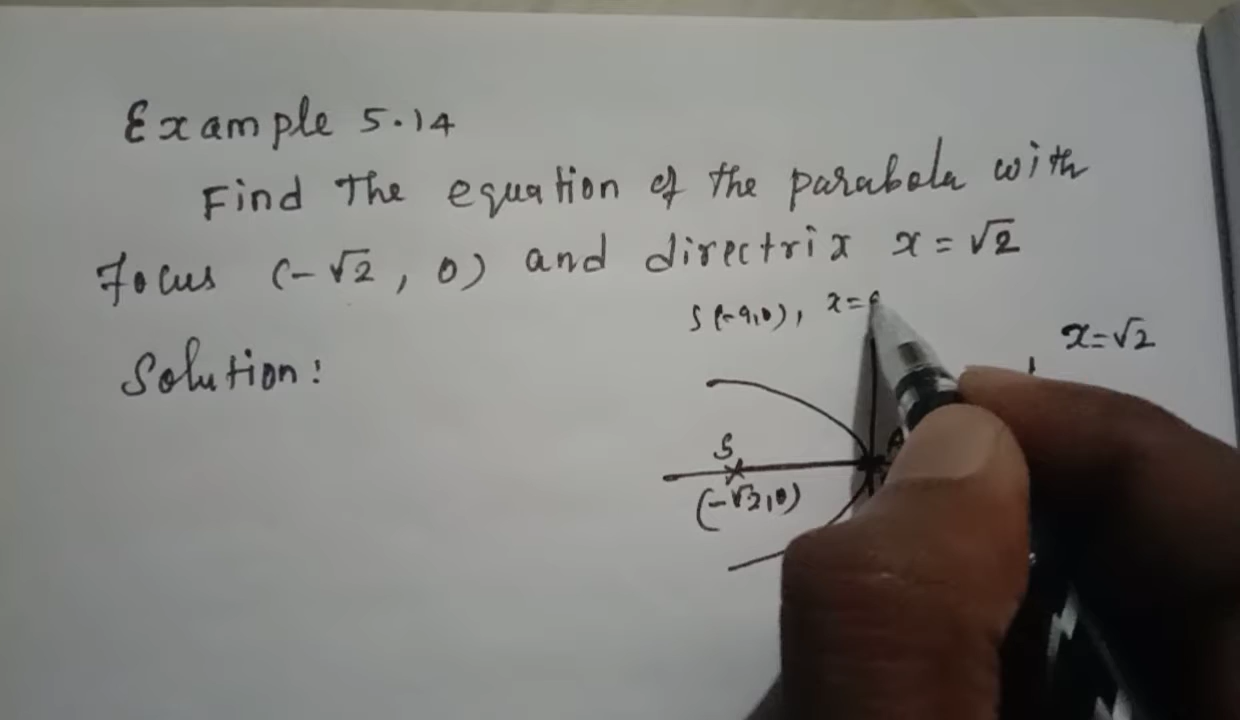 Example 5.14
Find The equation of the parabola with
Focus (-√2, 0) and directrix x = √2
S(-a,0), x=
x=√2
Solution:
S
(-√2,0)